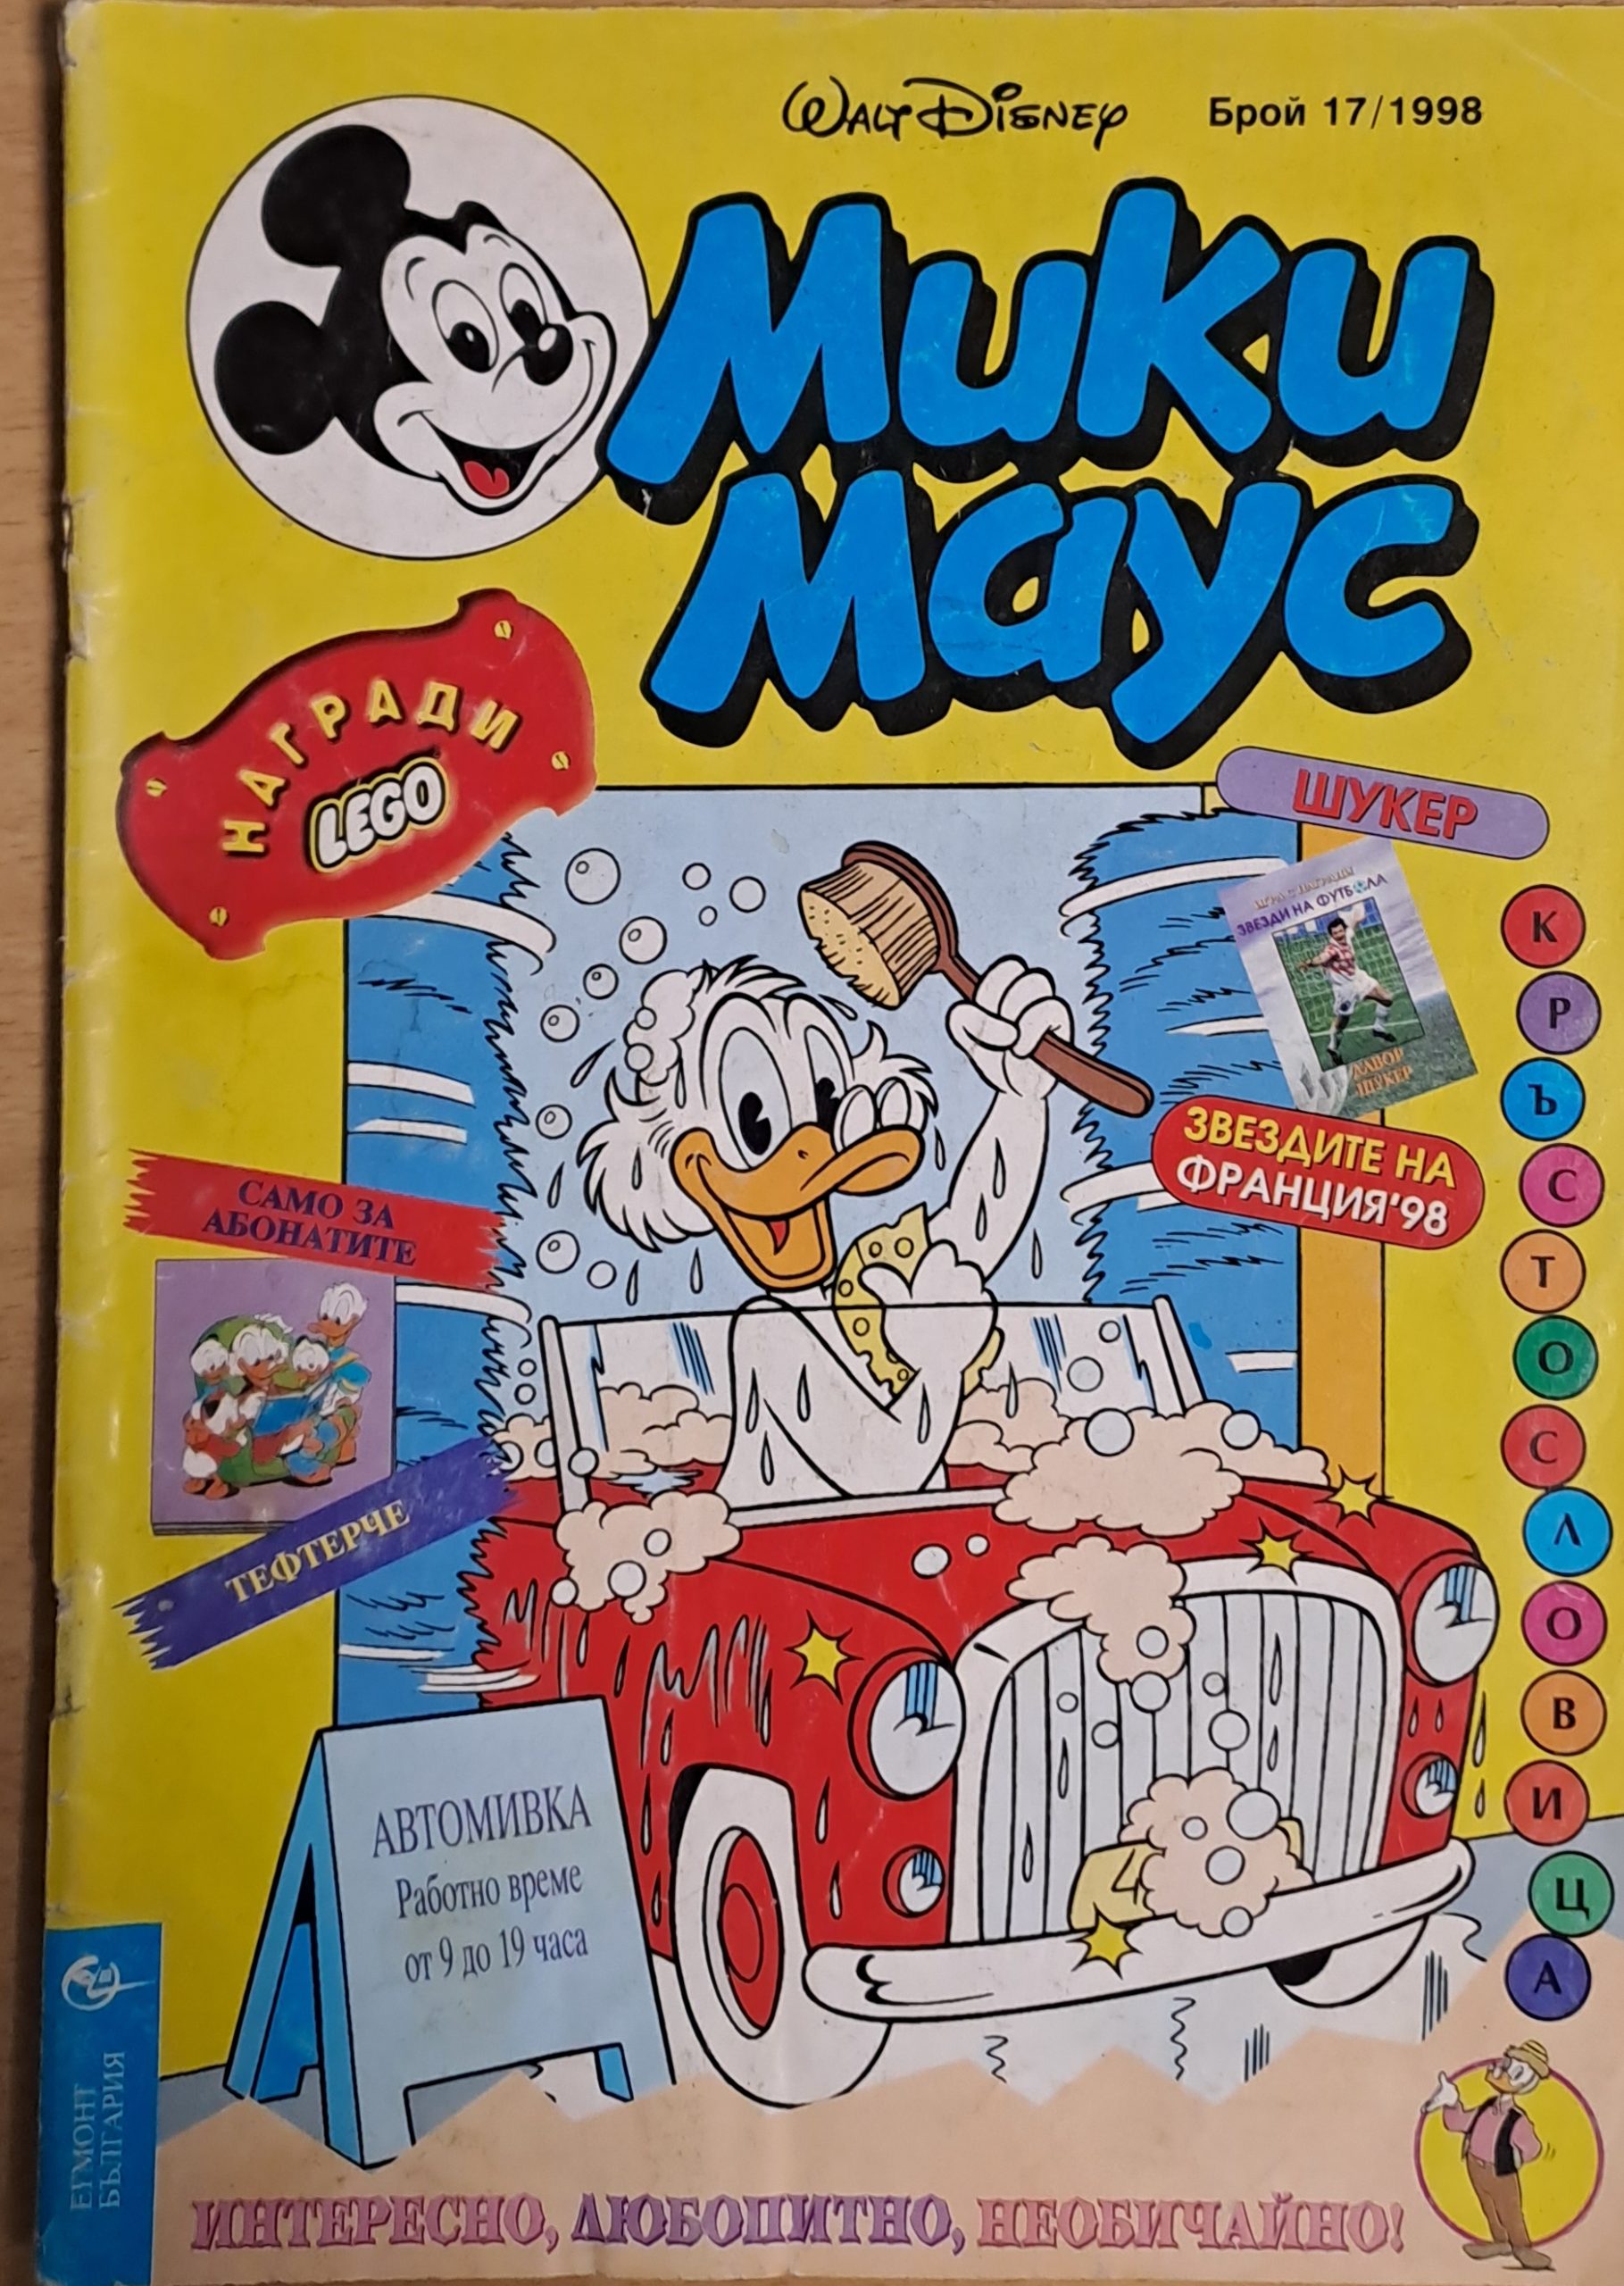 WALT DISNEY
Брой 17/1998
Мики
Маус
НАГРАДИ
LEGO
ШУКЕР
ЗВЕЗДИ НА ФУТБОЛА
ДАВОР
ШУКЕР
ЗВЕЗДИТЕ НА
ФРАНЦИЯ'98
КРЪСТОСЛОВИЦА
САМО ЗА
АБОНАТИТЕ
ТЕФТЕРЧЕ
АВТОМИВКА
Работно време
от 9 до 19 часа
ЕГМОНТ
БЪЛГАРИЯ
ИНТЕРЕСНО, ЛЮБОПИТНО, НЕОБИЧАЙНО!